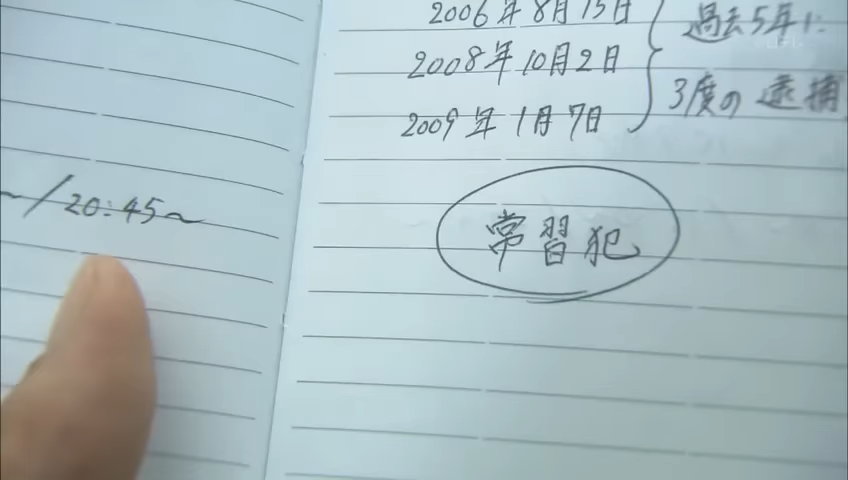 ～/20:45～
2006年8月15日
過去5年に
2008年10月2日
2009年1月7日
3度の逮捕
常習犯